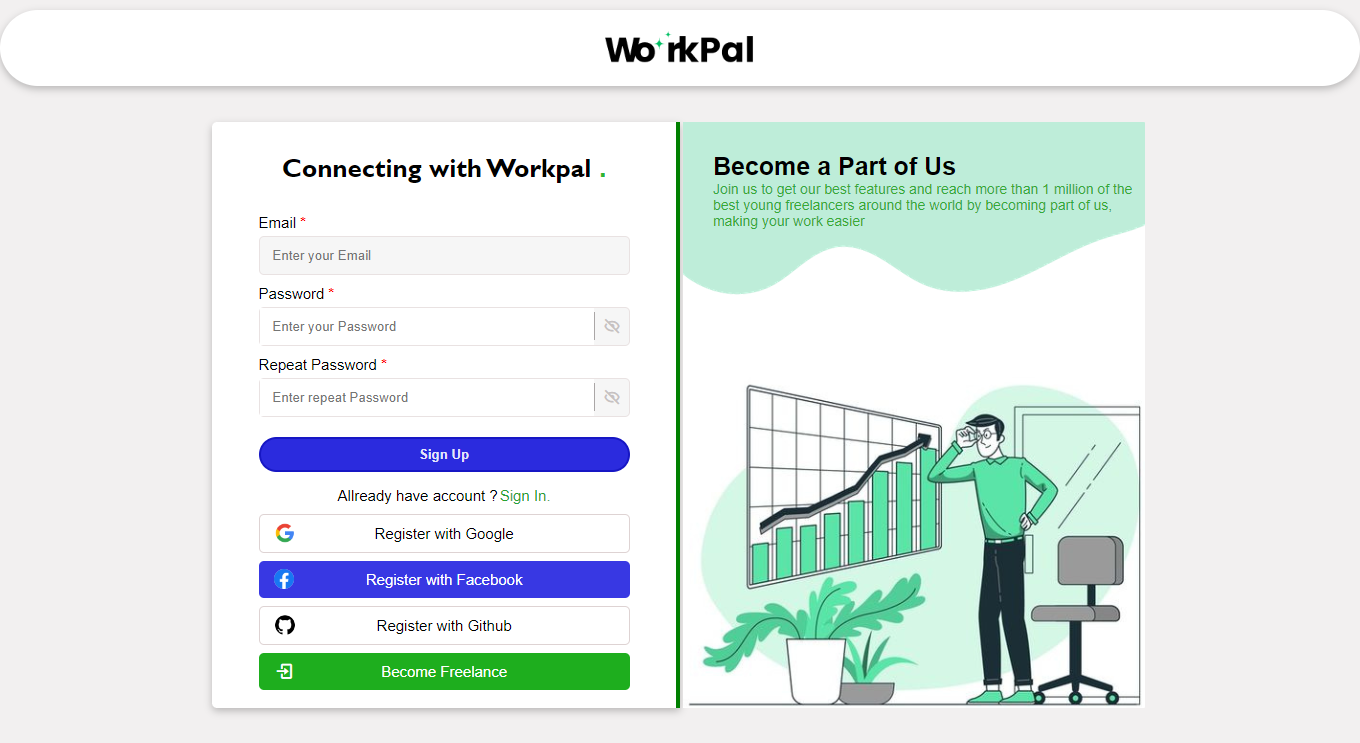 WorkPal
Connecting with Workpal .
Email *
Enter your Email
Password *
Enter your Password
Repeat Password *
Enter repeat Password
Sign Up
Allready have account ? Sign In.
Register with Google
Register with Facebook
Register with Github
Become Freelance
Become a Part of Us
Join us to get our best features and reach more than 1 million of the
best young freelancers around the world by becoming part of us,
making your work easier